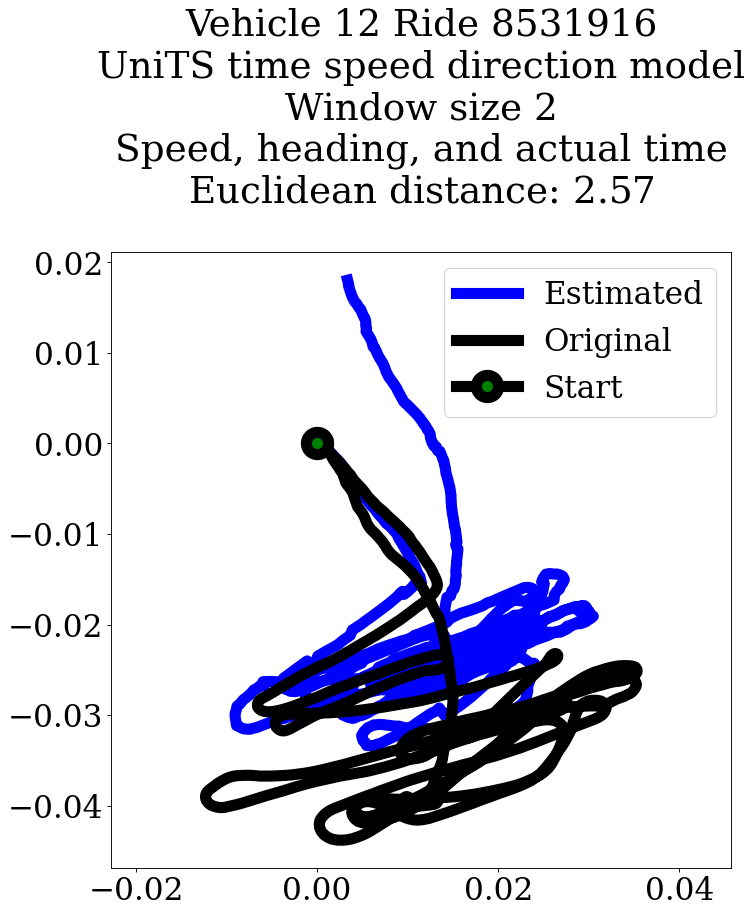 Vehicle 12 Ride 8531916
UniTS time speed direction model
Window size 2
Speed, heading, and actual time
Euclidean distance: 2.57
0.02
0.01
0.00
−0.01
−0.02
−0.03
−0.04
Estimated
Original
Start
−0.02
0.00
0.02
0.04